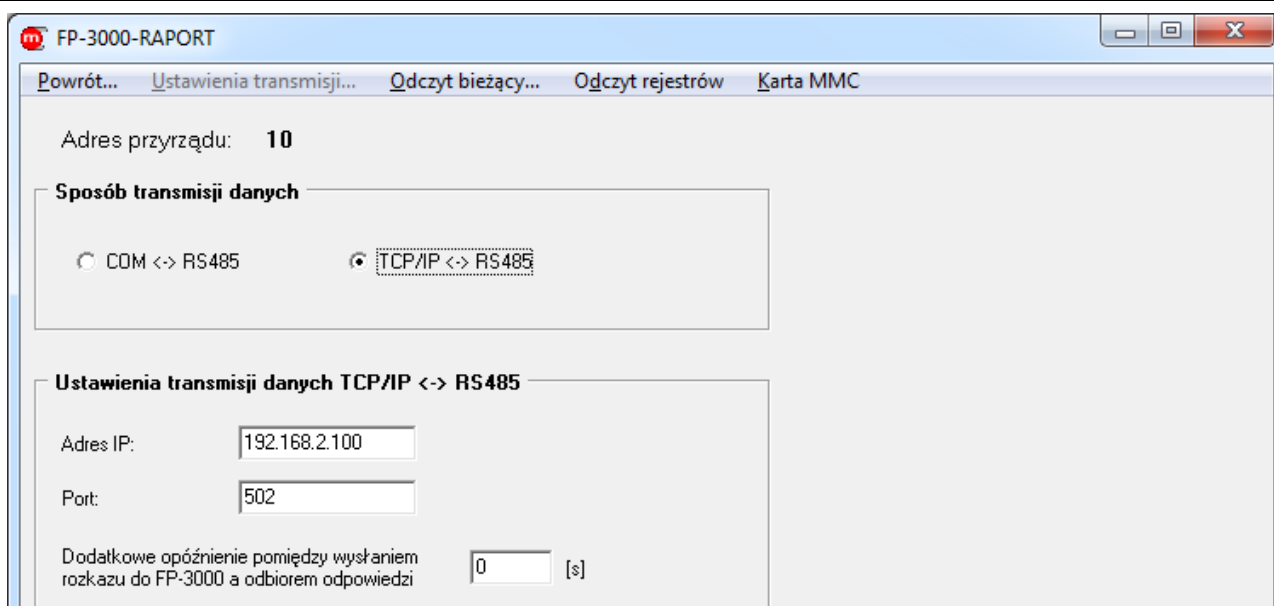 FP-3000-RAPORT
Powrót... Ustawienia transmisji... Odczyt bieżący... Odczyt rejestrów Karta MMC
Adres przyrządu: 10
Sposób transmisji danych
COM <-> RS485 TCP/IP <-> RS485
Ustawienia transmisji danych TCP/IP <-> RS485
Adres IP: 192.168.2.100
Port: 502
Dodatkowe opóźnienie pomiędzy wysłaniem
rozkazu do FP-3000 a odbiorem odpowiedzi 0 [s]